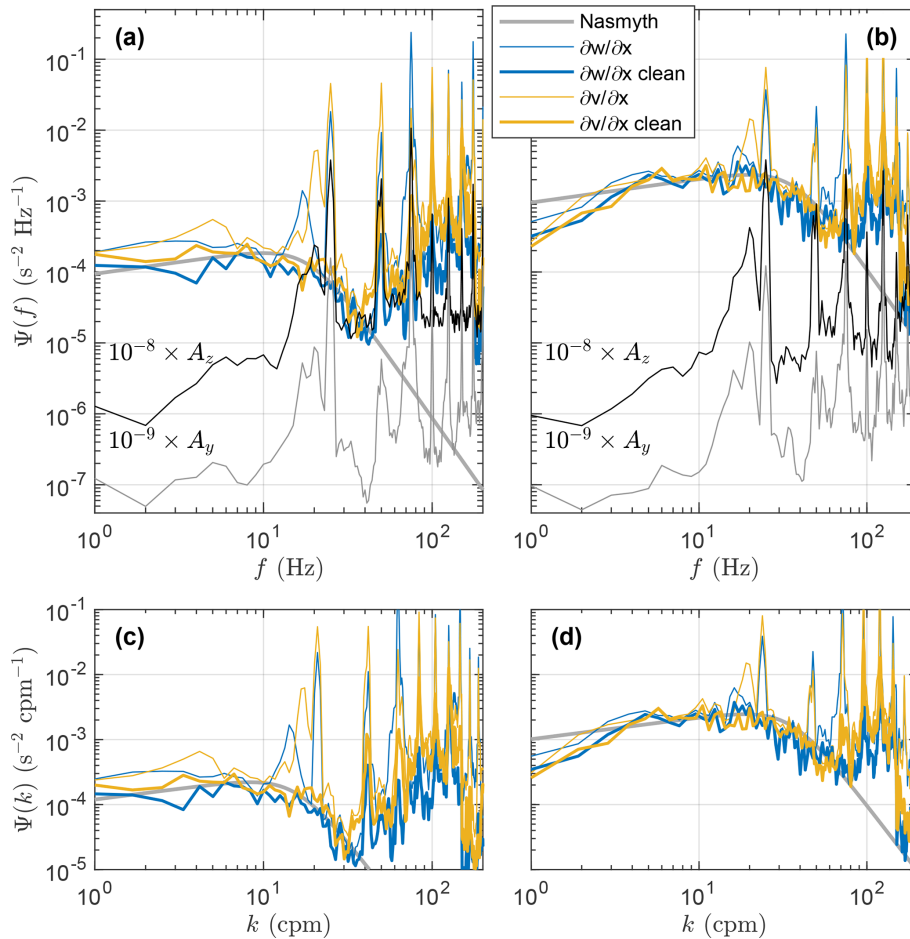 (a)
(b)
Nasmyth
∂w/∂x
∂w/∂x clean
∂v/∂x
∂v/∂x clean
10⁻¹
10⁻²
10⁻³
10⁻⁴
10⁻⁵
10⁻⁶
10⁻⁷
Ψ(f) (s⁻² Hz⁻¹)
10⁻⁸ × A_z
10⁻⁹ × A_y
10⁻⁸ × A_z
10⁻⁹ × A_y
10⁰ 10¹ 10²
10⁰ 10¹ 10²
f (Hz)
f (Hz)
(c)
(d)
10⁻¹
10⁻²
10⁻³
10⁻⁴
10⁻⁵
Ψ(k) (s⁻² cpm⁻¹)
10⁰ 10¹ 10²
10⁰ 10¹ 10²
k (cpm)
k (cpm)